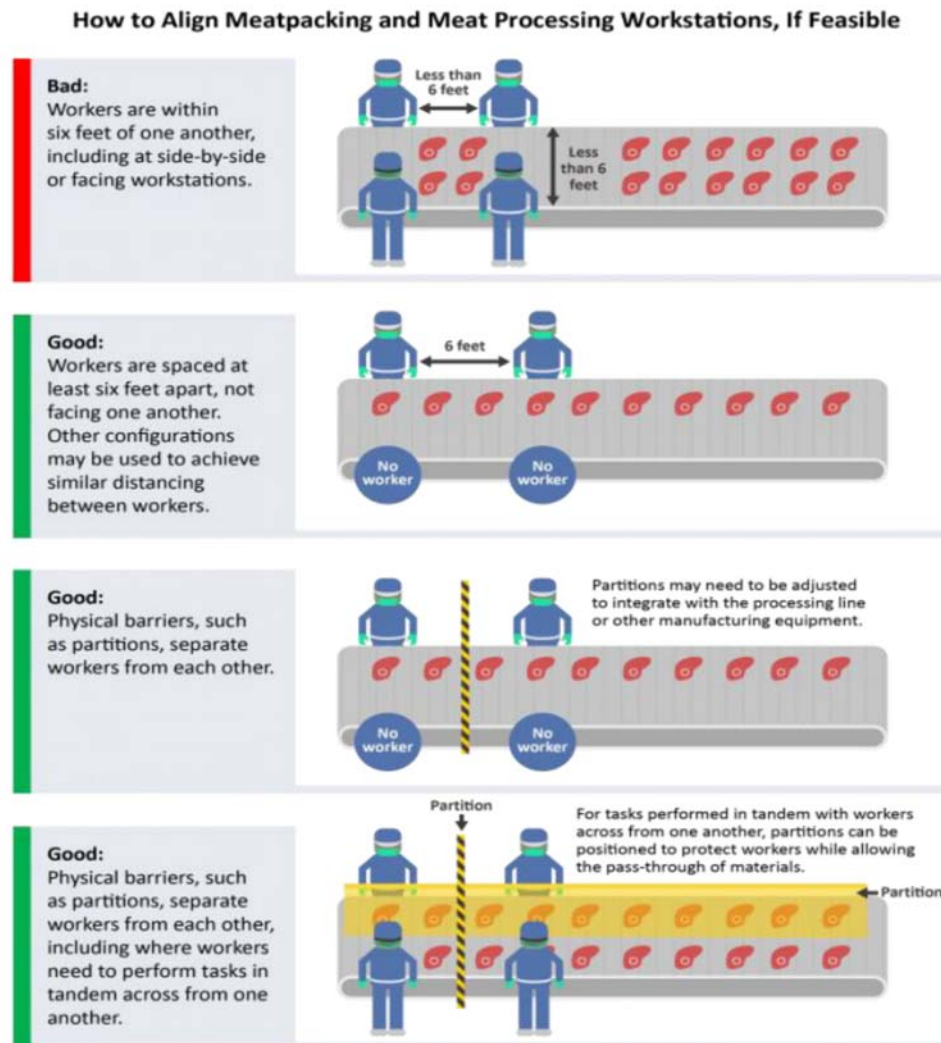 How to Align Meatpacking and Meat Processing Workstations, If Feasible
Bad:
Workers are within
six feet of one another,
including at side-by-side
or facing workstations.
Less than
6 feet
Less
than 6
feet
Good:
Workers are spaced at
least six feet apart, not
facing one another.
Other configurations
may be used to achieve
similar distancing
between workers.
6 feet
No
worker
No
worker
Good:
Physical barriers, such
as partitions, separate
workers from each other.
Partitions may need to be adjusted
to integrate with the processing line
or other manufacturing equipment.
No
worker
No
worker
Good:
Physical barriers, such
as partitions, separate
workers from each other,
including where workers
need to perform tasks in
tandem across from one
another.
Partition
For tasks performed in tandem with workers
across from one another, partitions can be
positioned to protect workers while allowing
the pass-through of materials.
Partition